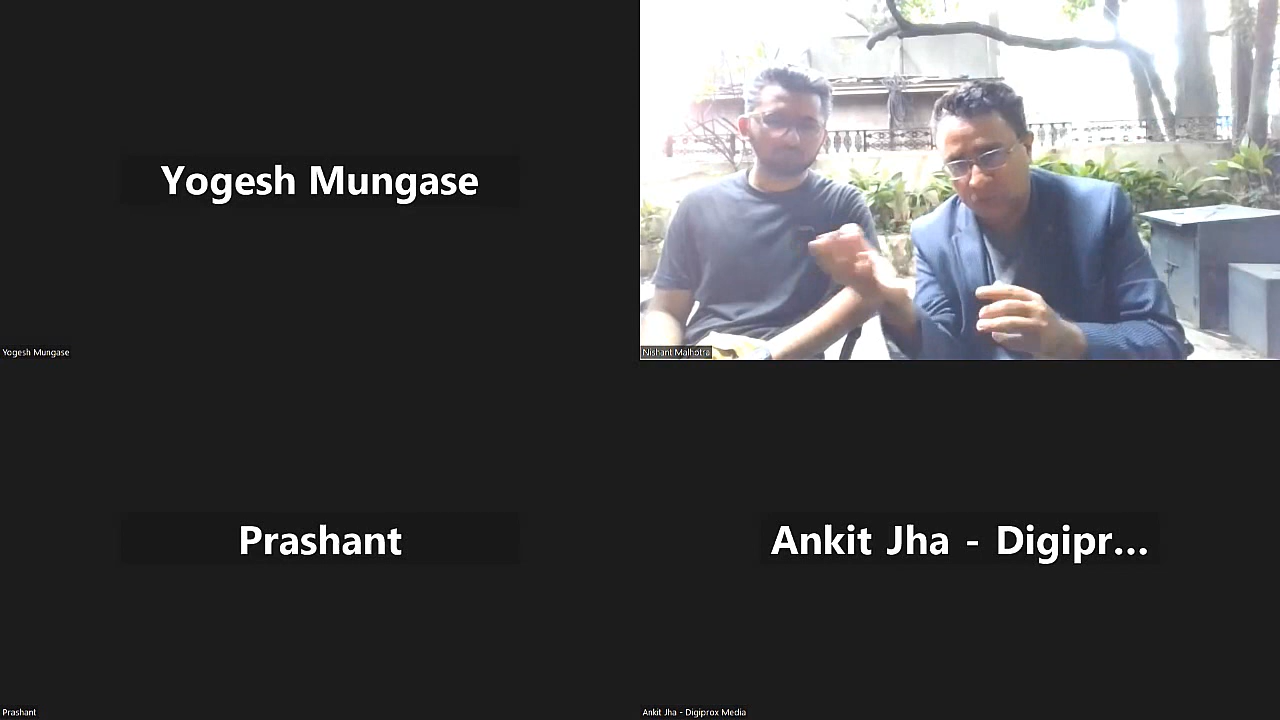 Yogesh Mungase
Yogesh Mungase
Nishant Malhotra
Prashant
Prashant
Ankit Jha - Digipr...
Ankit Jha - Digiprox Media